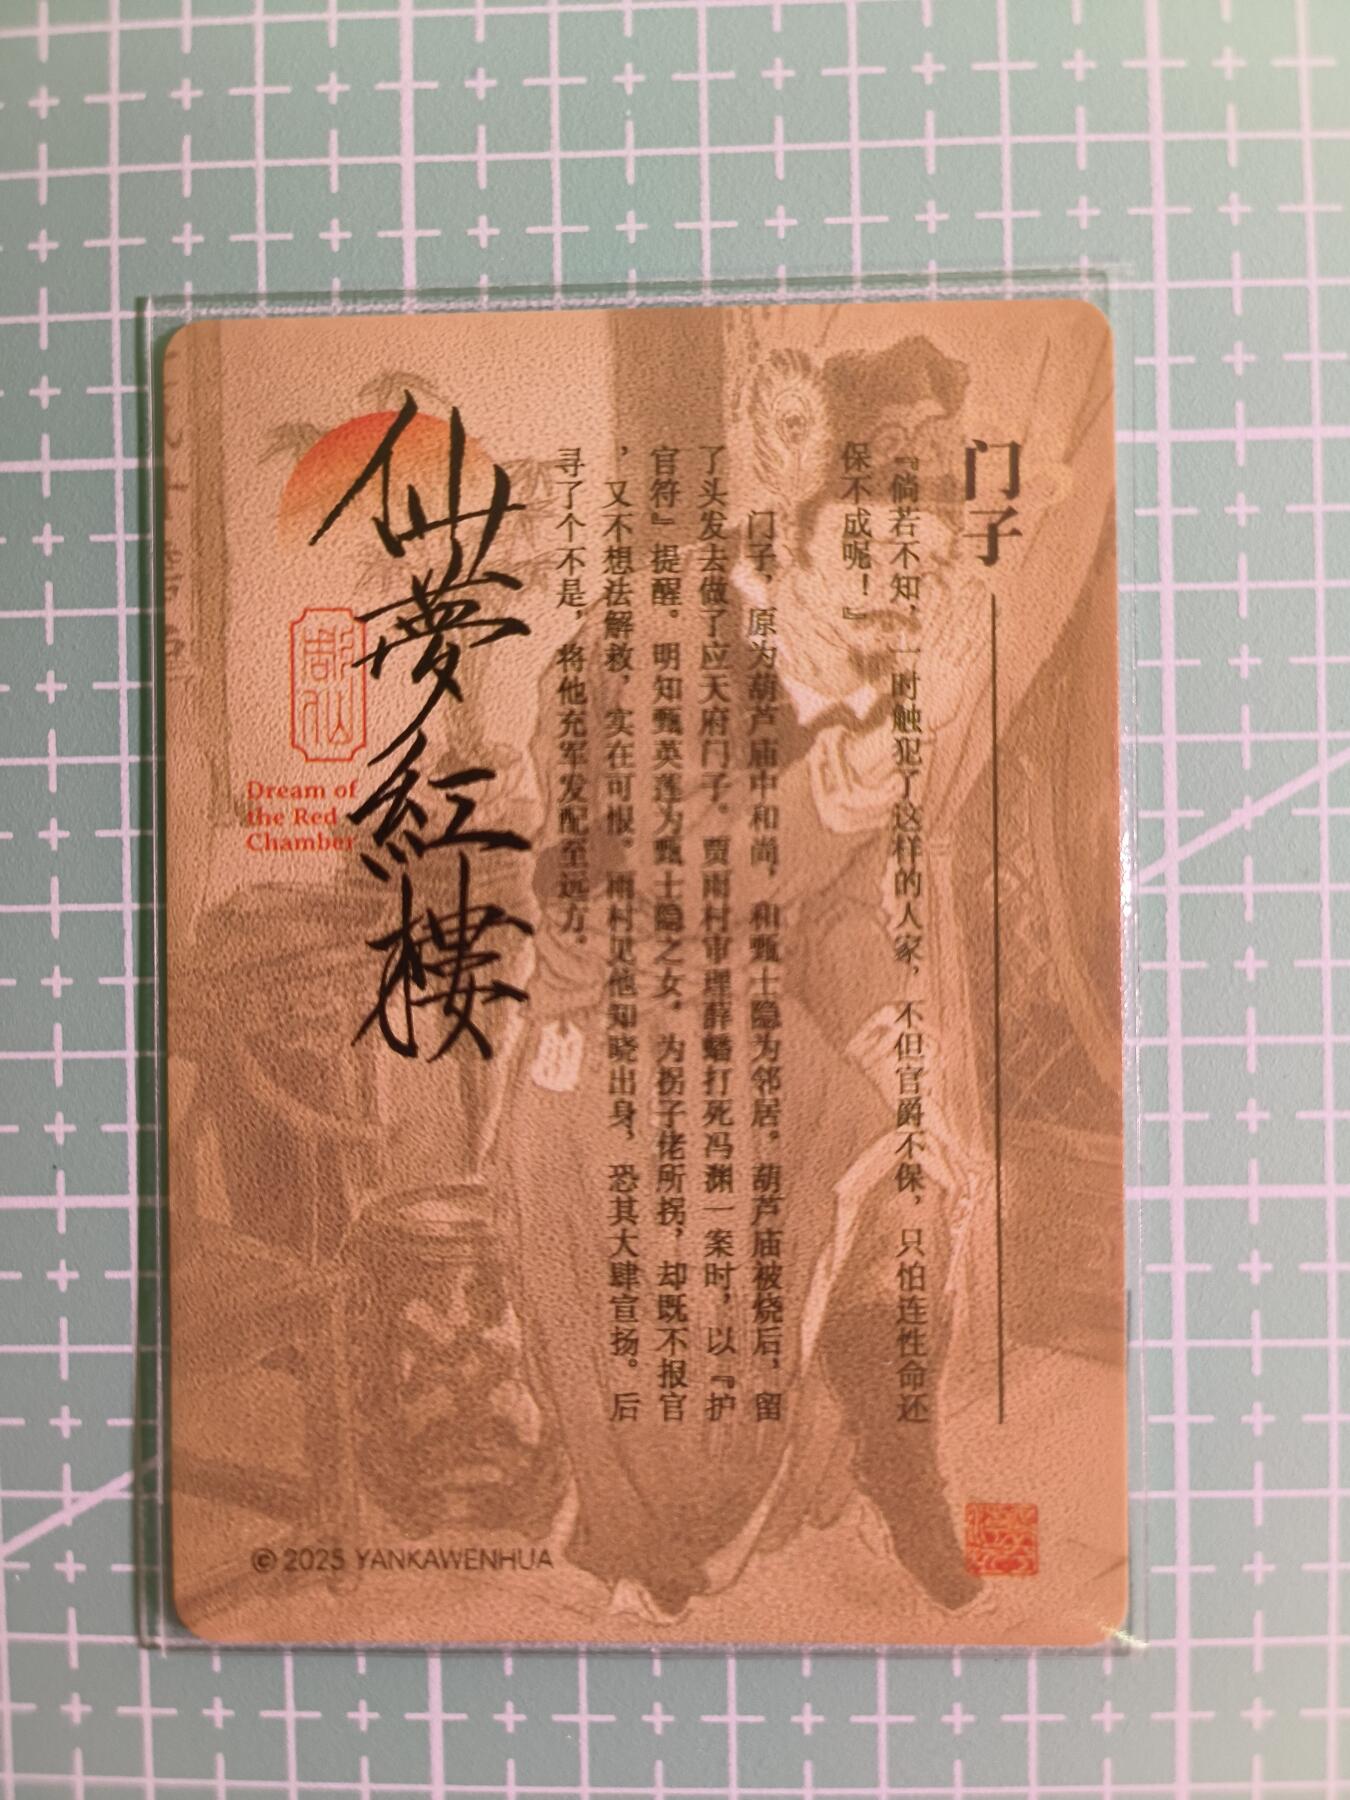 门子
『倘若不知，一时触犯了这样的人家，不但官爵不保，只怕连性命还
保不成呢！』
门子，原为葫芦庙中和尚，和甄士隐为邻居。葫芦庙被烧后，留
了头发去做了应天府门子。贾雨村审理薛蟠打死冯渊一案时，以『护
官符』提醒。明知甄英莲为甄士隐之女，为拐子佬所拐，却既不报官
，又不想法解救，实在可恨。雨村见他知晓出身，恐其大肆宣扬。后
寻了个不是，将他充军发配至远方。
仙夢紅樓
Dream of
the Red
Chamber
© 2025 YANKAWENHUA